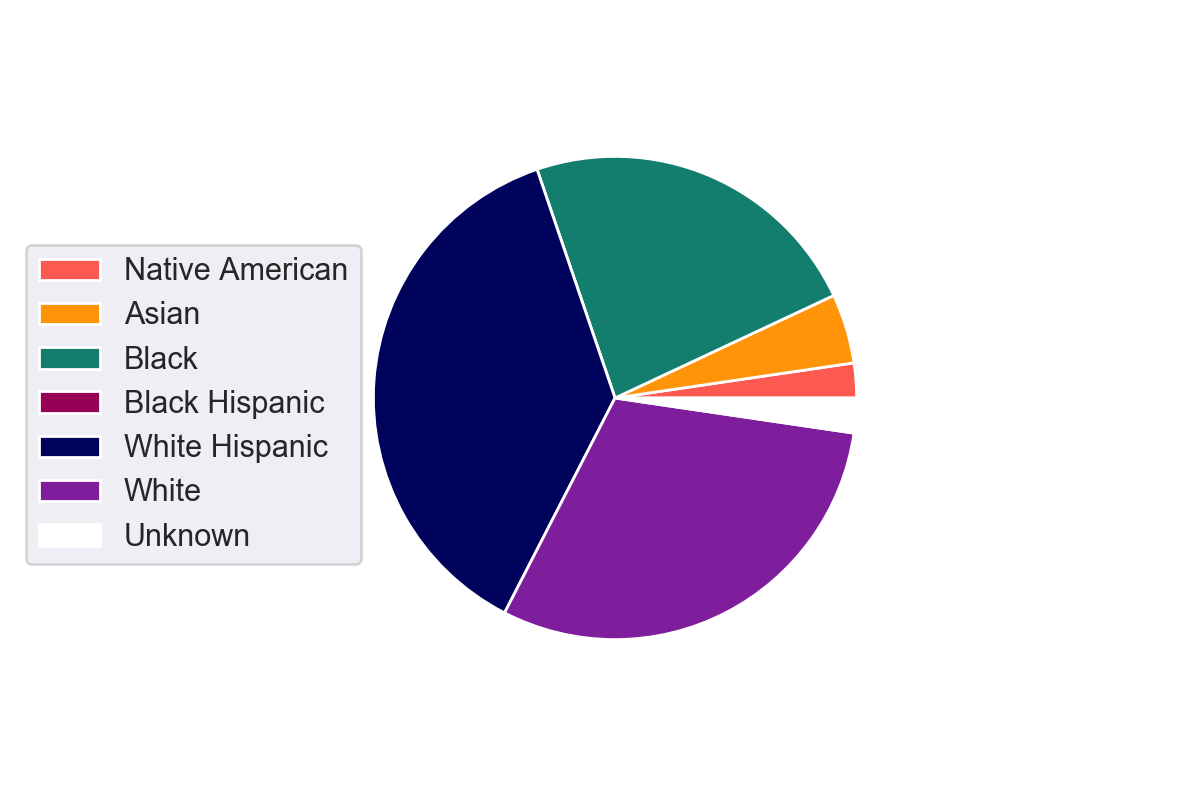 Native American
Asian
Black
Black Hispanic
White Hispanic
White
Unknown